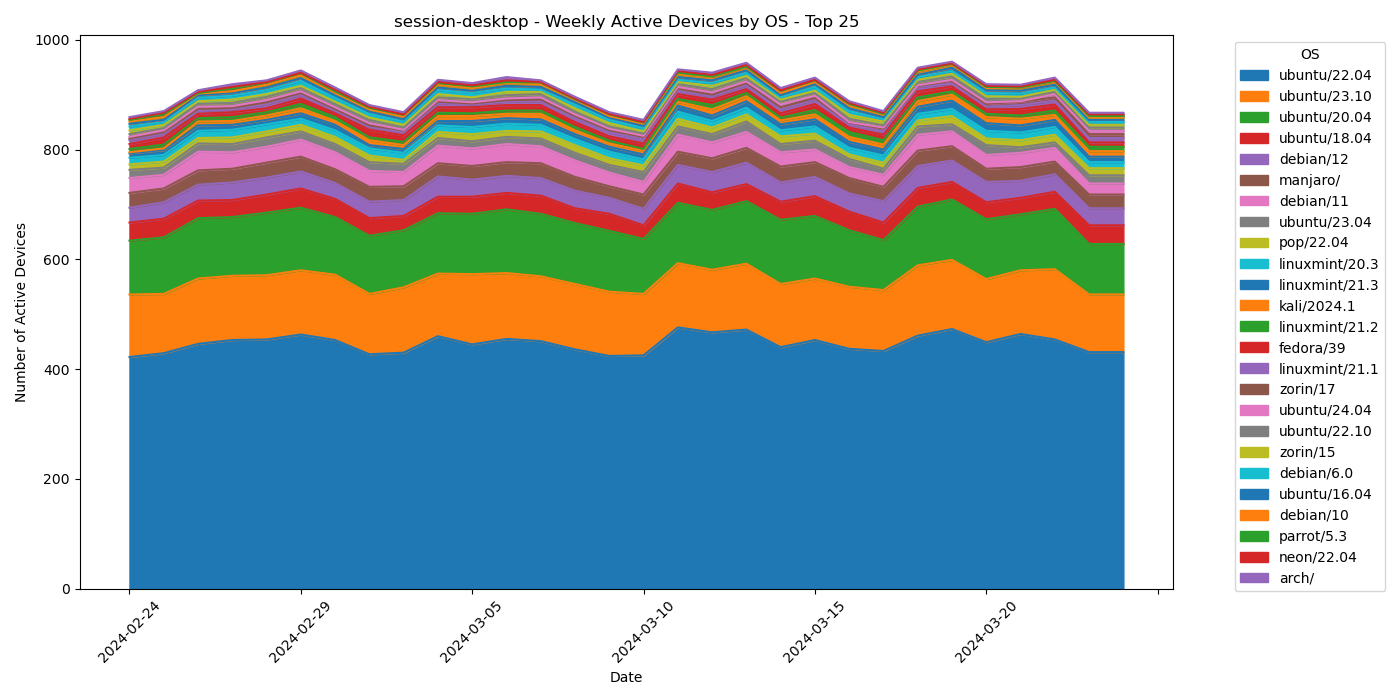 session-desktop - Weekly Active Devices by OS - Top 25
Number of Active Devices
1000
800
600
400
200
0
2024-02-24
2024-02-29
2024-03-05
2024-03-10
2024-03-15
2024-03-20
Date
OS
ubuntu/22.04
ubuntu/23.10
ubuntu/20.04
ubuntu/18.04
debian/12
manjaro/
debian/11
ubuntu/23.04
pop/22.04
linuxmint/20.3
linuxmint/21.3
kali/2024.1
linuxmint/21.2
fedora/39
linuxmint/21.1
zorin/17
ubuntu/24.04
ubuntu/22.10
zorin/15
debian/6.0
ubuntu/16.04
debian/10
parrot/5.3
neon/22.04
arch/